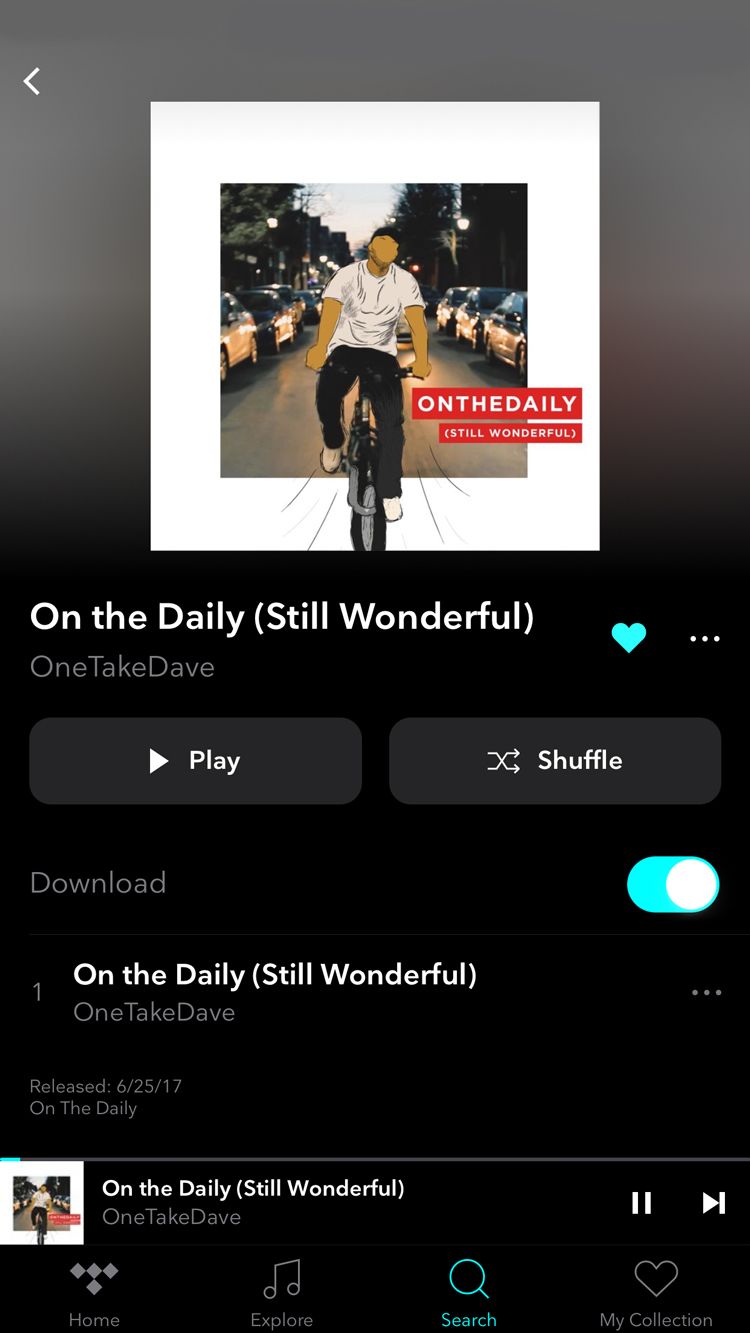 ONTHEDAILY
(STILL WONDERFUL)
On the Daily (Still Wonderful)
OneTakeDave
Play
Shuffle
Download
1
On the Daily (Still Wonderful)
OneTakeDave
Released: 6/25/17
On The Daily
On the Daily (Still Wonderful)
OneTakeDave
Home
Explore
Search
My Collection